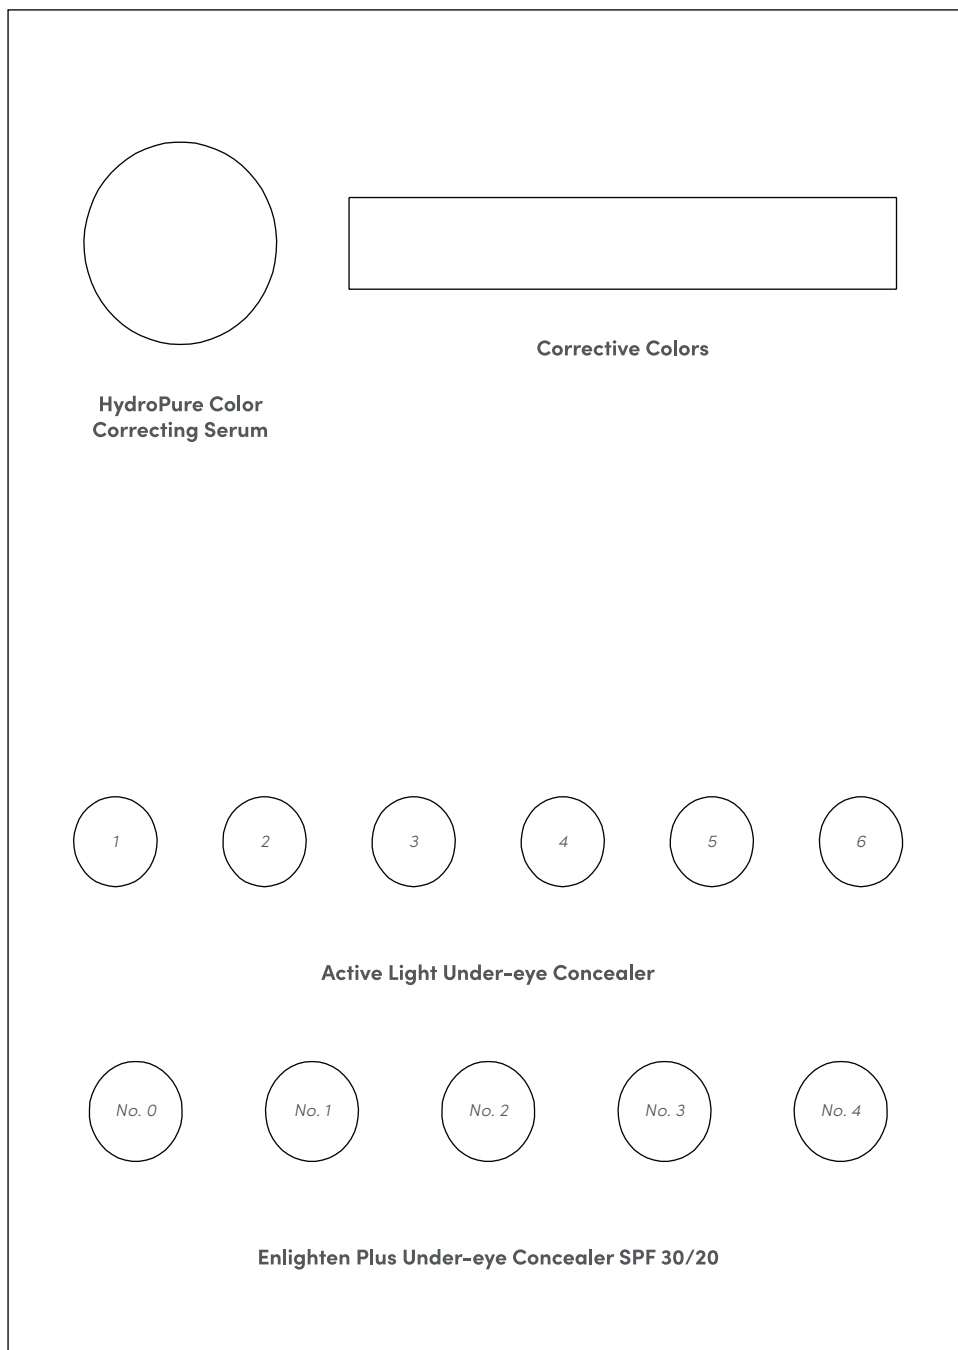 Corrective Colors
HydroPure Color
Correcting Serum
1
2
3
4
5
6
Active Light Under-eye Concealer
No. 0
No. 1
No. 2
No. 3
No. 4
Enlighten Plus Under-eye Concealer SPF 30/20